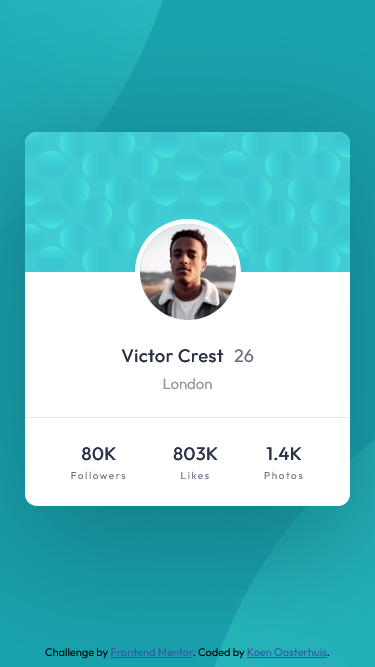 Victor Crest 26
London
80K 803K 1.4K
Followers Likes Photos
Challenge by Frontend Mentor. Coded by Koen Oosterhuis.